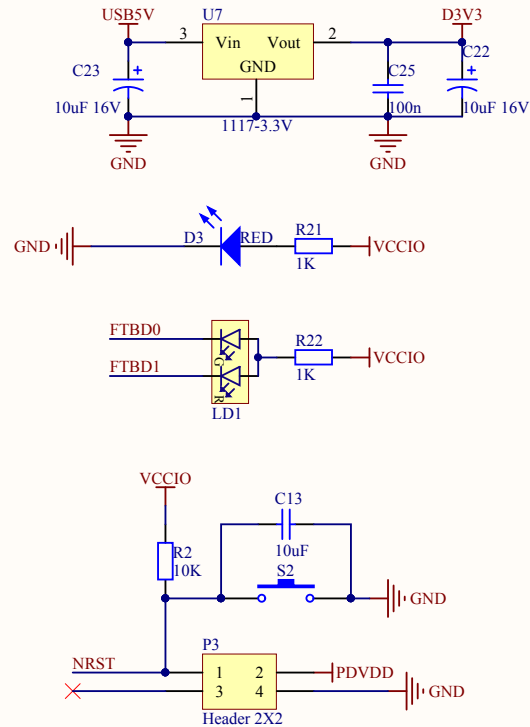 USB5V
U7
D3V3
3
Vin
Vout
2
C23
GND
C25
C22
10uF 16V
1
100n
10uF 16V
1117-3.3V
GND
GND
R21
GND
D3
RED
VCCIO
1K
FTBD0
R22
G
VCCIO
FTBD1
1K
R
LD1
VCCIO
C13
R2
10uF
10K
S2
GND
P3
NRST
1
2
PDVDD
3
4
GND
Header 2X2